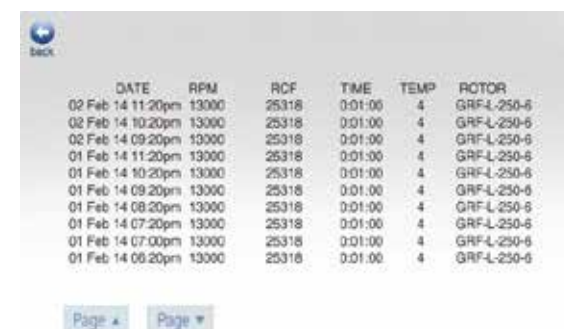 back
DATE RPM RCF TIME TEMP ROTOR
02 Feb 14 11:20pm 13000 25318 0:01:00 4 GRF-L-250-6
02 Feb 14 10:20pm 13000 25318 0:01:00 4 GRF-L-250-6
02 Feb 14 09:20pm 13000 25318 0:01:00 4 GRF-L-250-6
01 Feb 14 11:20pm 13000 25318 0:01:00 4 GRF-L-250-6
01 Feb 14 10:20pm 13000 25318 0:01:00 4 GRF-L-250-6
01 Feb 14 09:20pm 13000 25318 0:01:00 4 GRF-L-250-6
01 Feb 14 08:20pm 13000 25318 0:01:00 4 GRF-L-250-6
01 Feb 14 07:20pm 13000 25318 0:01:00 4 GRF-L-250-6
01 Feb 14 07:00pm 13000 25318 0:01:00 4 GRF-L-250-6
01 Feb 14 06:20pm 13000 25318 0:01:00 4 GRF-L-250-6
Page ▲ Page ▼